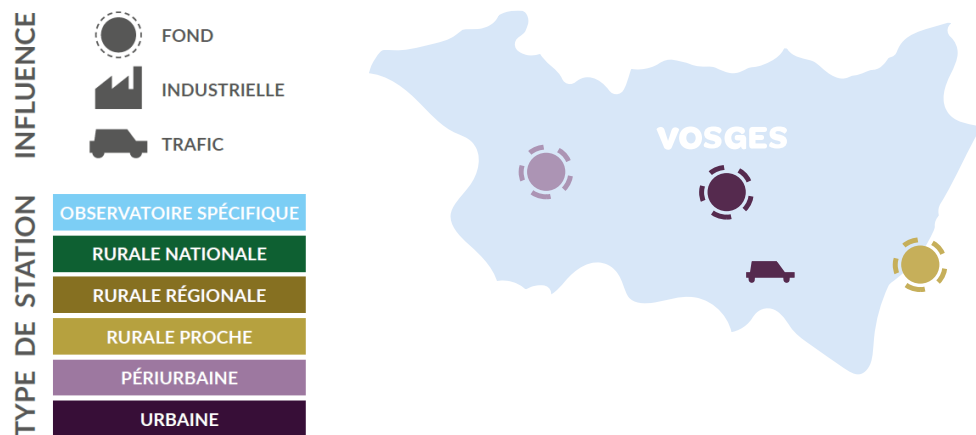 INFLUENCE
FOND
INDUSTRIELLE
TRAFIC
TYPE DE STATION
OBSERVATOIRE SPÉCIFIQUE
RURALE NATIONALE
RURALE RÉGIONALE
RURALE PROCHE
PÉRIURBAINE
URBAINE
VOSGES